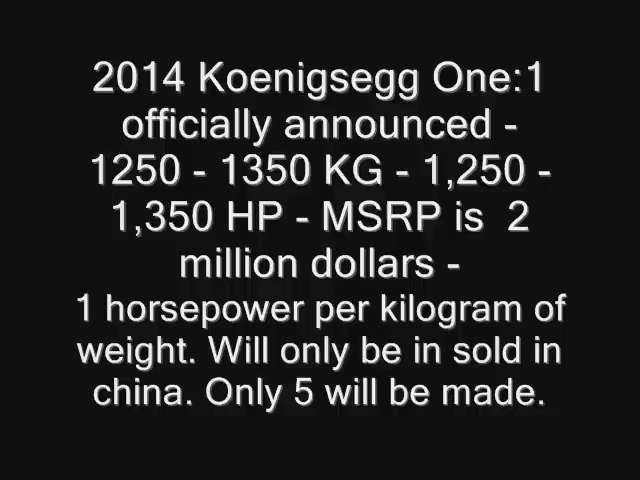 2014 Koenigsegg One:1
officially announced -
1250 - 1350 KG - 1,250 -
1,350 HP - MSRP is  2
million dollars -
1 horsepower per kilogram of
weight. Will only be in sold in
china. Only 5 will be made.